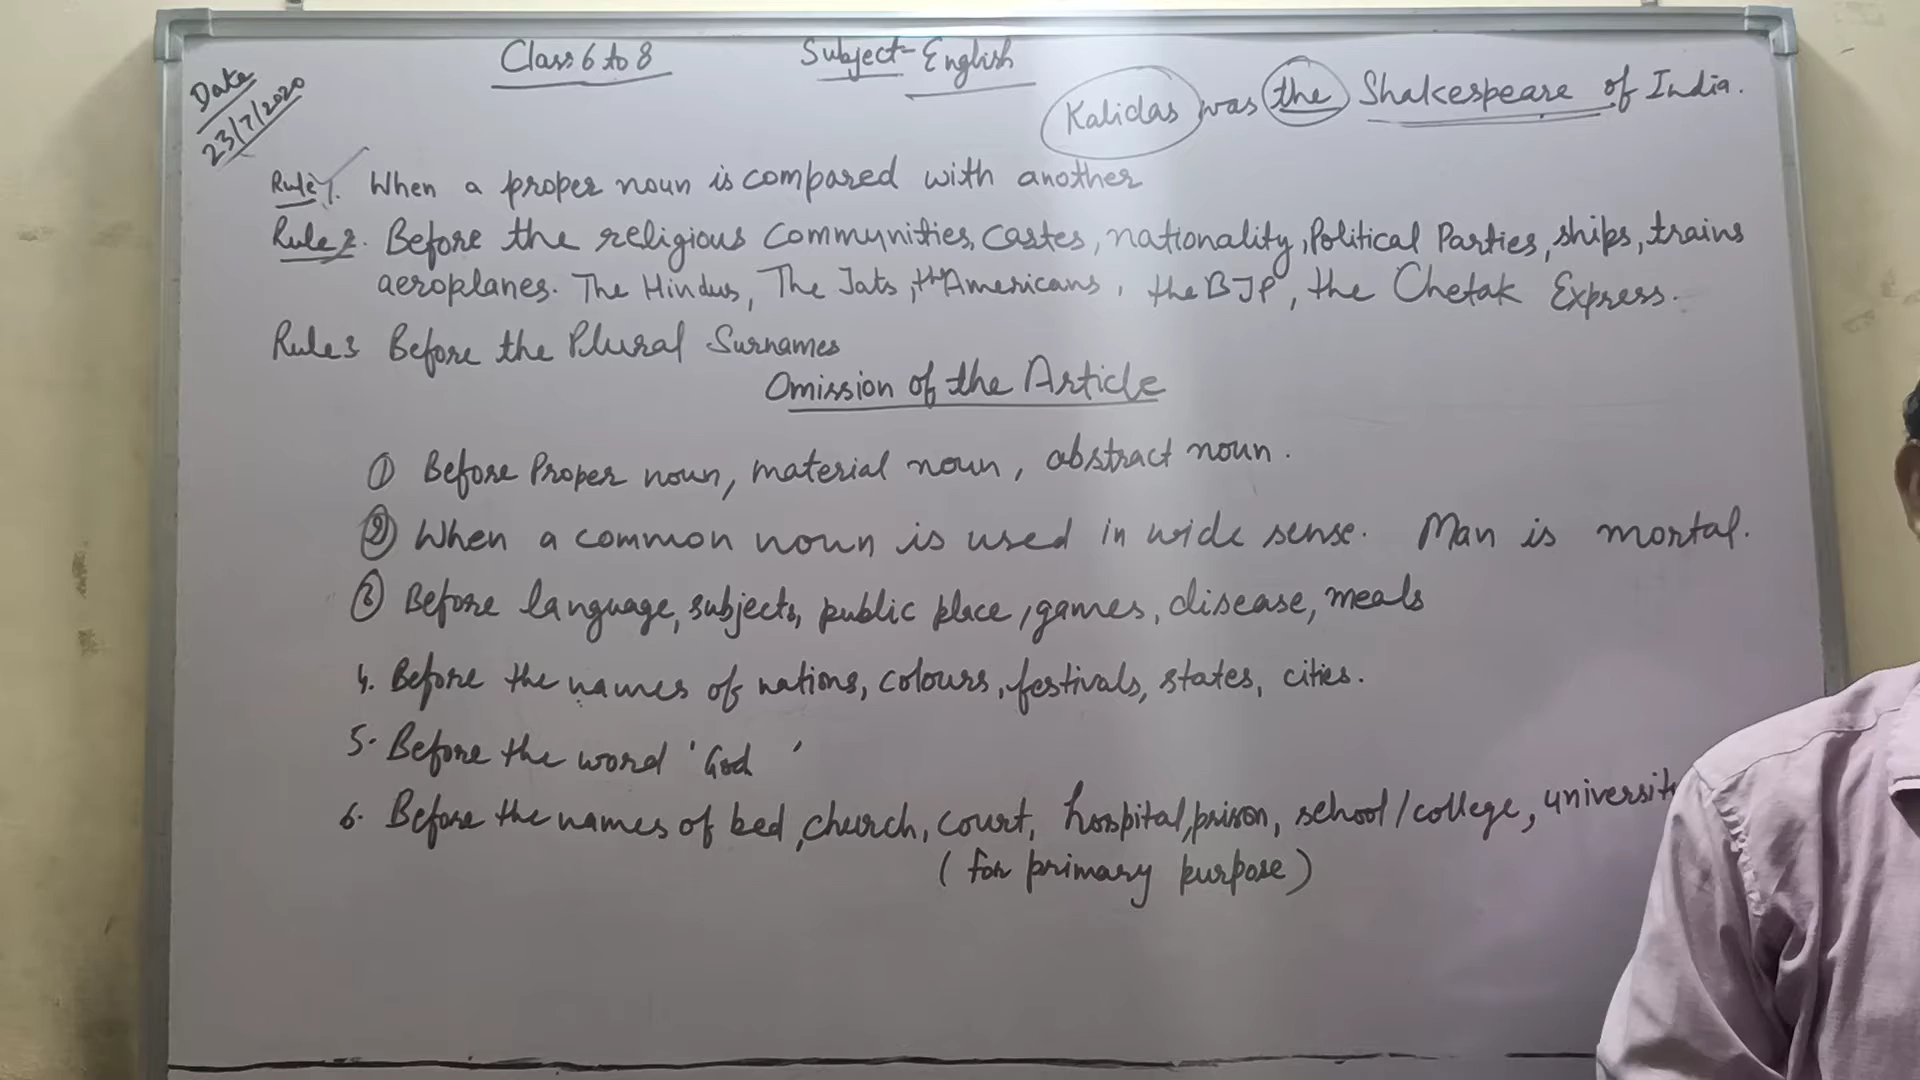 Date
23/7/2020
Class 6 to 8
Subject- English
Kalidas was the Shakespeare of India.
Rule 1. When a proper noun is compared with another
Rule 2. Before the religious communities, castes, nationality, Political Parties, ships, trains
aeroplanes. The Hindus, The Jats, the Americans, the BJP, the Chetak Express.
Rule 3 Before the Plural Surnames
Omission of the Article
① Before Proper noun, material noun, abstract noun.
② When a common noun is used in wide sense. Man is mortal.
③ Before language, subjects, public place, games, disease, meals
4. Before the names of nations, colours, festivals, states, cities.
5. Before the word 'God'
6. Before the names of bed, church, court, hospital, prison, school/college,
(for primary purpose)